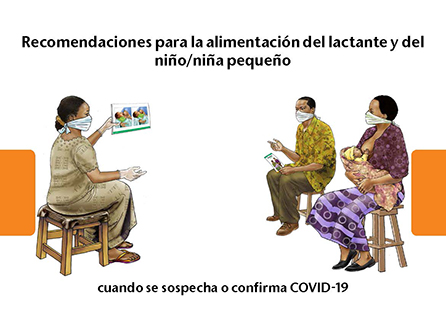 Recomendaciones para la alimentación del lactante y del
niño/niña pequeño
cuando se sospecha o confirma COVID-19